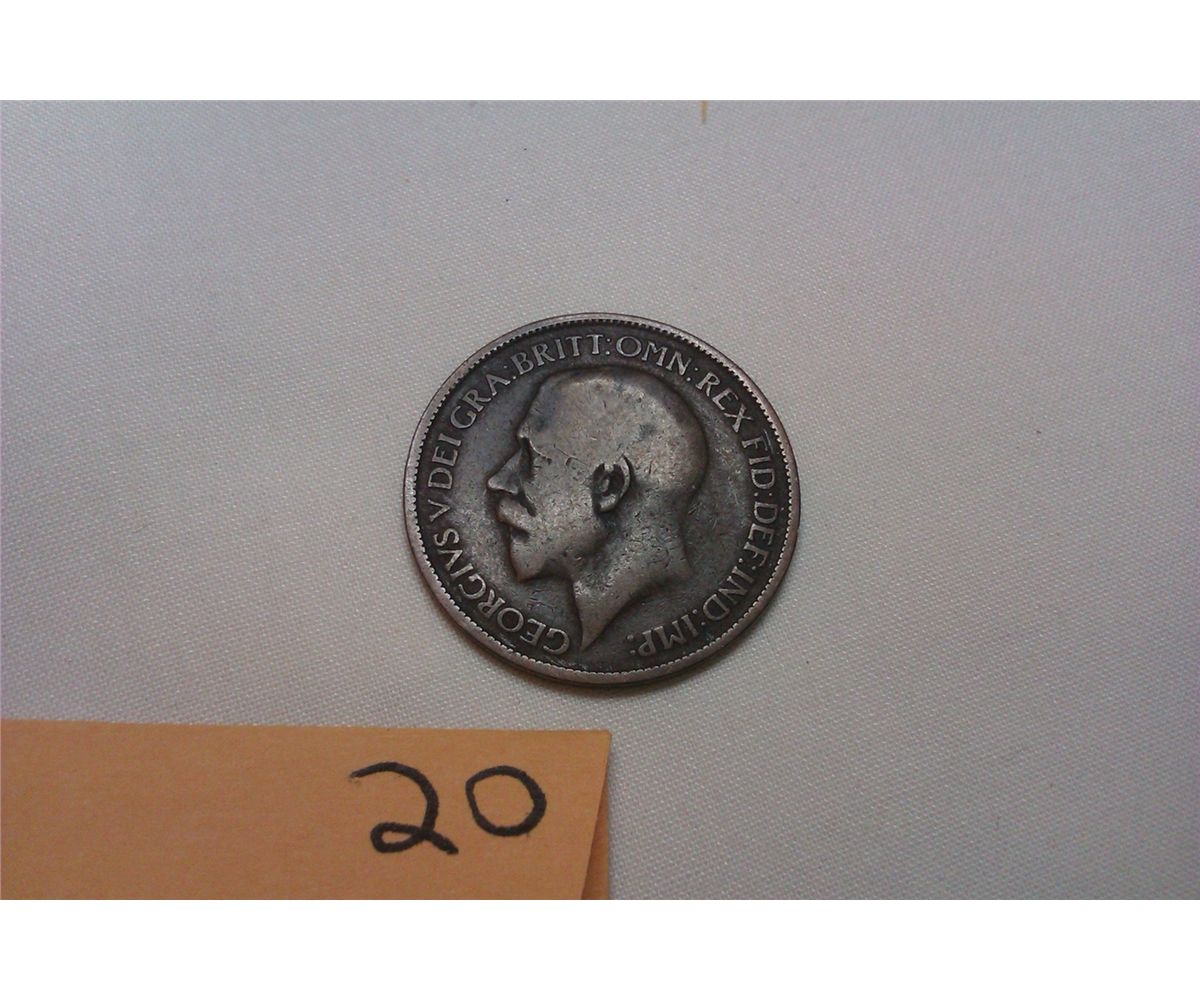 GEORGIVS V DEI GRA: BRITT: OMN: REX FID: DEF: IND: IMP:
20